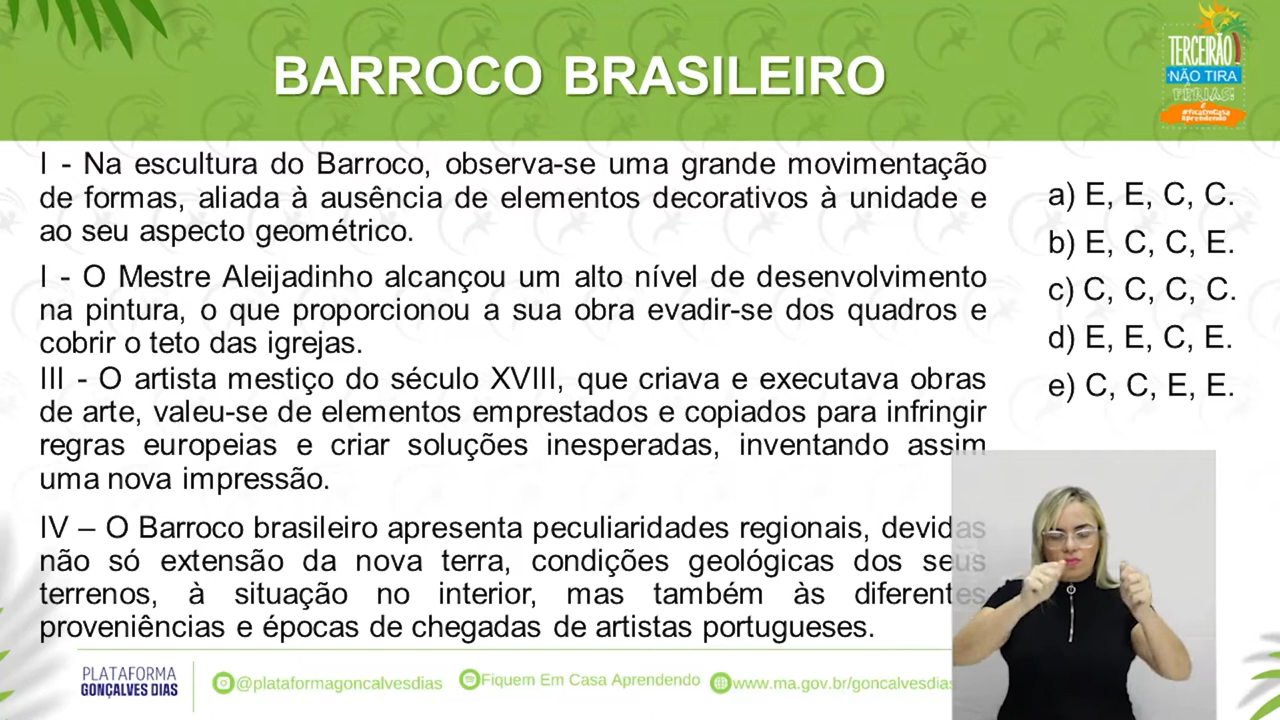 BARROCO BRASILEIRO
TERCEIRÃO!
NÃO TIRA
FÉRIAS!
É
#FicaEmCasa
Aprendendo
I - Na escultura do Barroco, observa-se uma grande movimentação
de formas, aliada à ausência de elementos decorativos à unidade e
ao seu aspecto geométrico.
I - O Mestre Aleijadinho alcançou um alto nível de desenvolvimento
na pintura, o que proporcionou a sua obra evadir-se dos quadros e
cobrir o teto das igrejas.
III - O artista mestiço do século XVIII, que criava e executava obras
de arte, valeu-se de elementos emprestados e copiados para infringir
regras europeias e criar soluções inesperadas, inventando assim
uma nova impressão.
IV – O Barroco brasileiro apresenta peculiaridades regionais, devidas
não só extensão da nova terra, condições geológicas dos seus
terrenos, à situação no interior, mas também às diferentes
proveniências e épocas de chegadas de artistas portugueses.
a) E, E, C, C.
b) E, C, C, E.
c) C, C, C, C.
d) E, E, C, E.
e) C, C, E, E.
PLATAFORMA
GONÇALVES DIAS
@plataformagoncalvesdias
Fiquem Em Casa Aprendendo
www.ma.gov.br/goncalvesdias